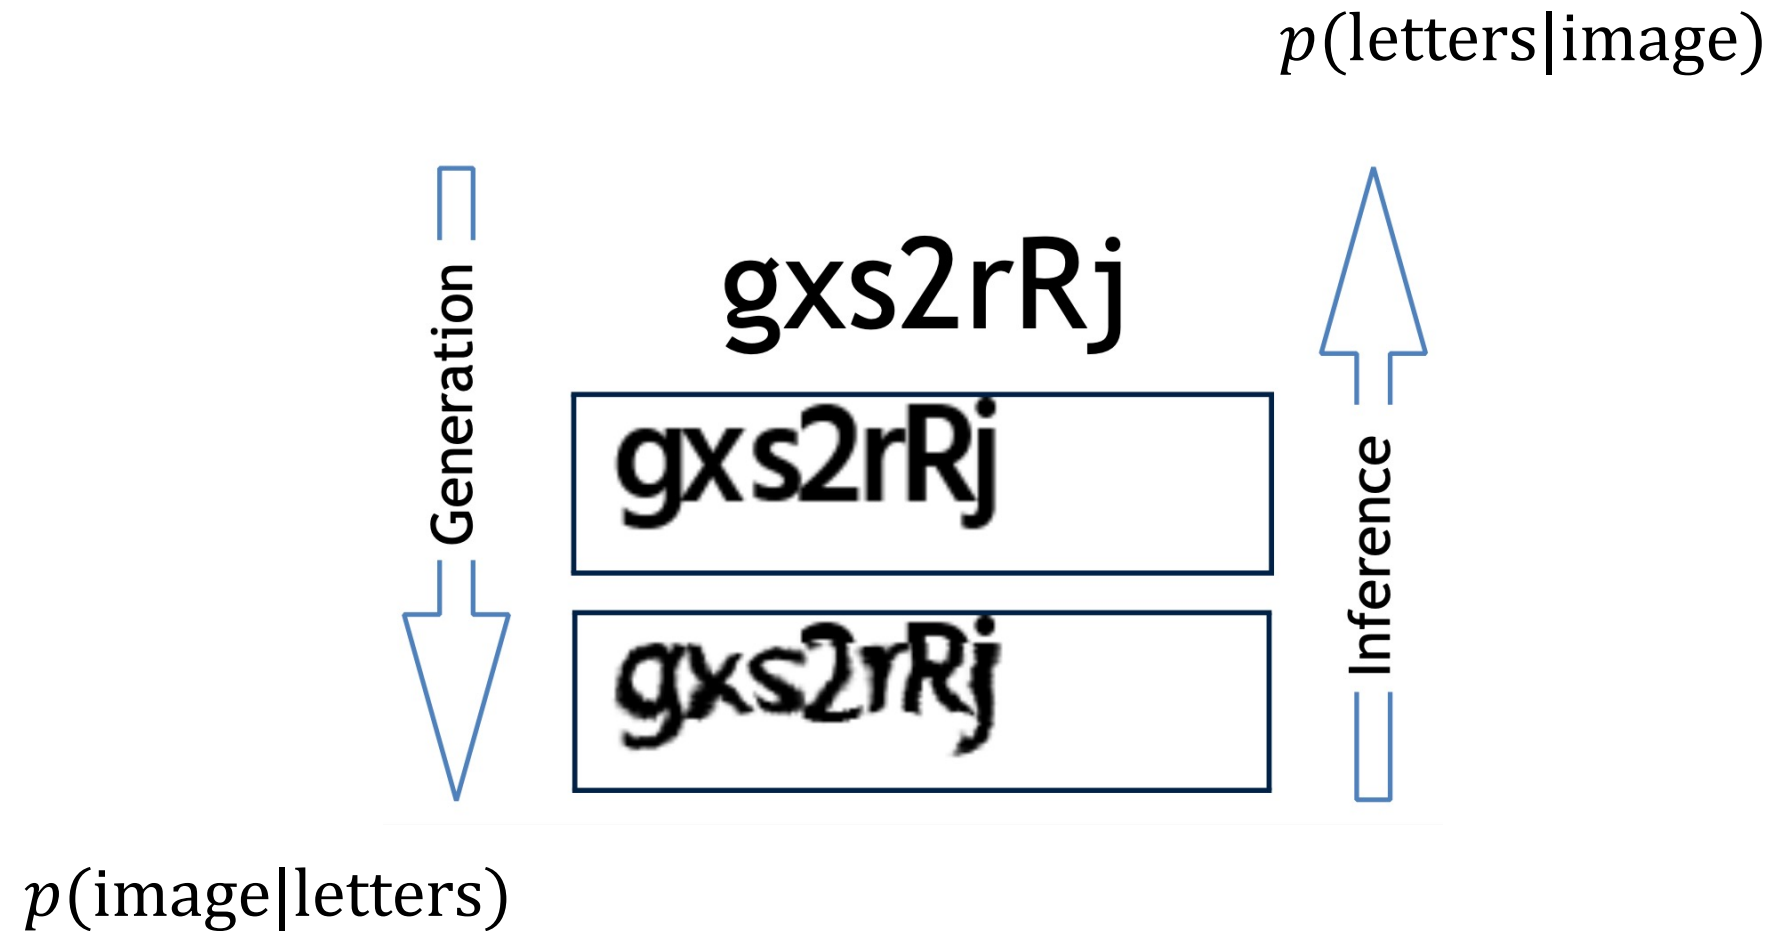 p(letters|image)
Generation
gxs2rRj
gxs2rRj
gxs2rRj
Inference
p(image|letters)